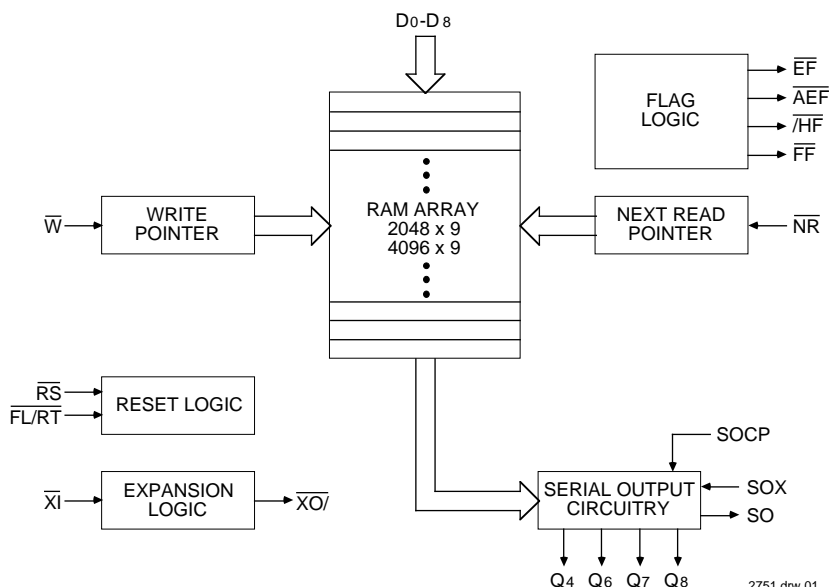 D0-D8
FLAG
LOGIC
EF
AEF
/HF
FF
W
WRITE
POINTER
RAM ARRAY
2048 x 9
4096 x 9
NEXT READ
POINTER
NR
RS
FL/RT
RESET LOGIC
SOCP
XI
EXPANSION
LOGIC
XO/
SERIAL OUTPUT
CIRCUITRY
SOX
SO
Q4 Q6 Q7 Q8
2751 drw 01